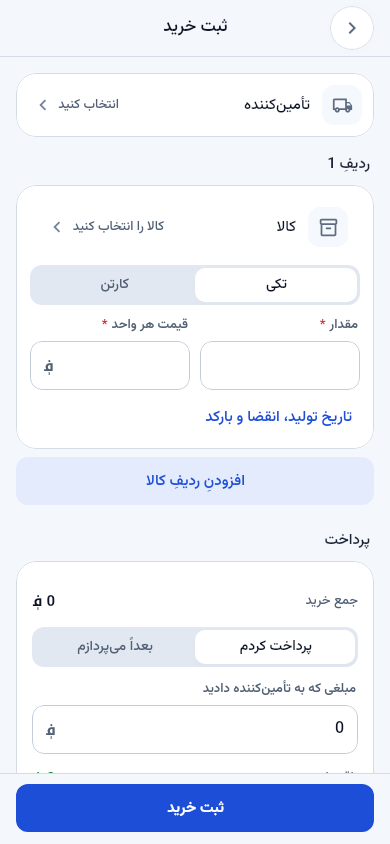 ثبت خرید
تأمین‌کننده
انتخاب کنید
ردیفِ 1
کالا
کالا را انتخاب کنید
تکی
کارتن
مقدار *
قیمت هر واحد *
؋
تاریخ تولید، انقضا و بارکد
افزودنِ ردیفِ کالا
پرداخت
جمع خرید
0 ؋
پرداخت کردم
بعداً می‌پردازم
مبلغی که به تأمین‌کننده دادید
0
؋
ثبت خرید